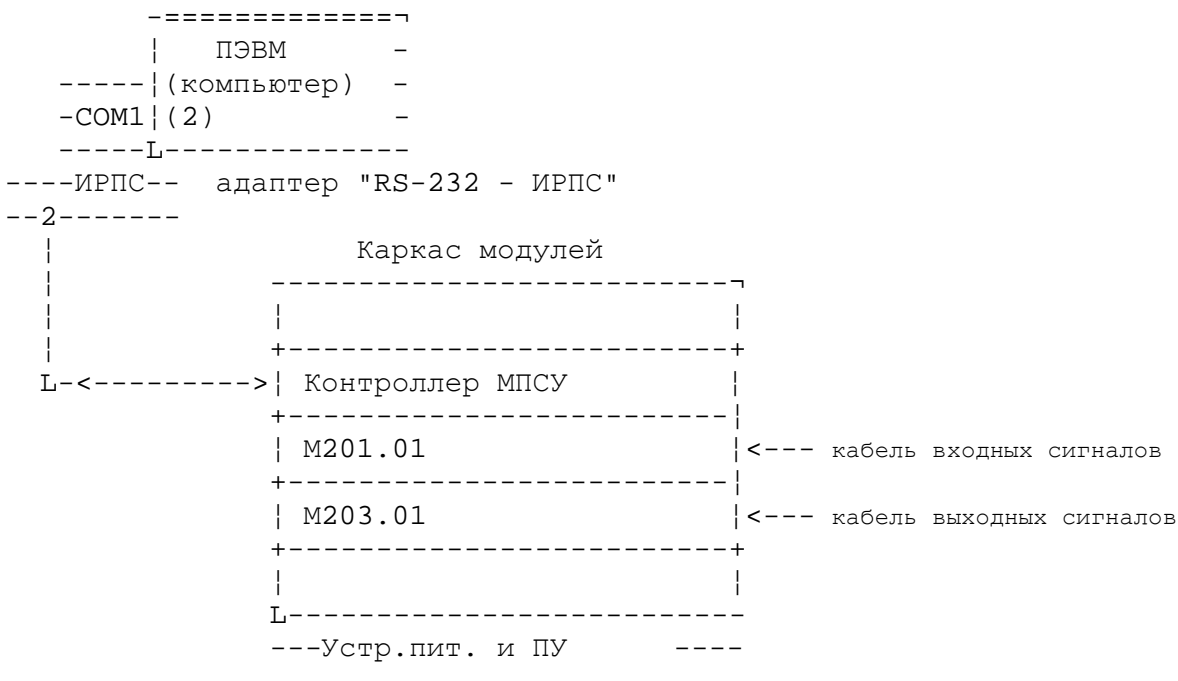 ПЭВМ
(компьютер)
COM1 (2)
ИРПС адаптер "RS-232 - ИРПС"
2
Каркас модулей
Контроллер МПСУ
М201.01 <--- кабель входных сигналов
М203.01 <--- кабель выходных сигналов
Устр.пит. и ПУ